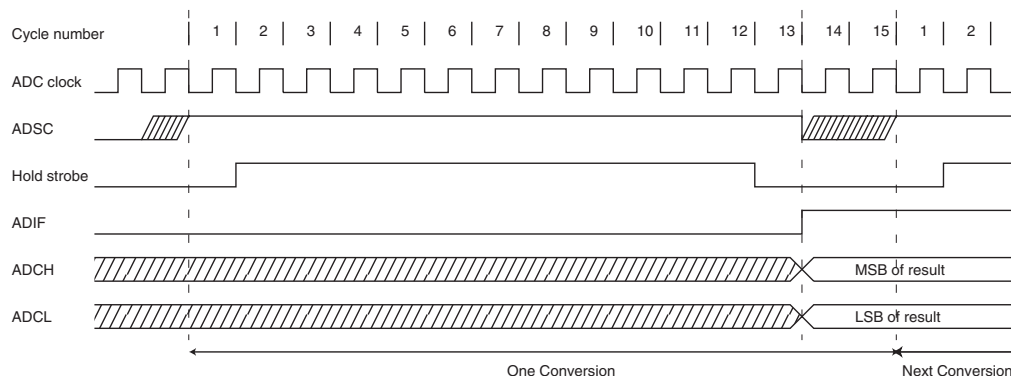 Cycle number 1 2 3 4 5 6 7 8 9 10 11 12 13 14 15 1 2
ADC clock
ADSC
Hold strobe
ADIF
ADCH MSB of result
ADCL LSB of result
One Conversion Next Conversion